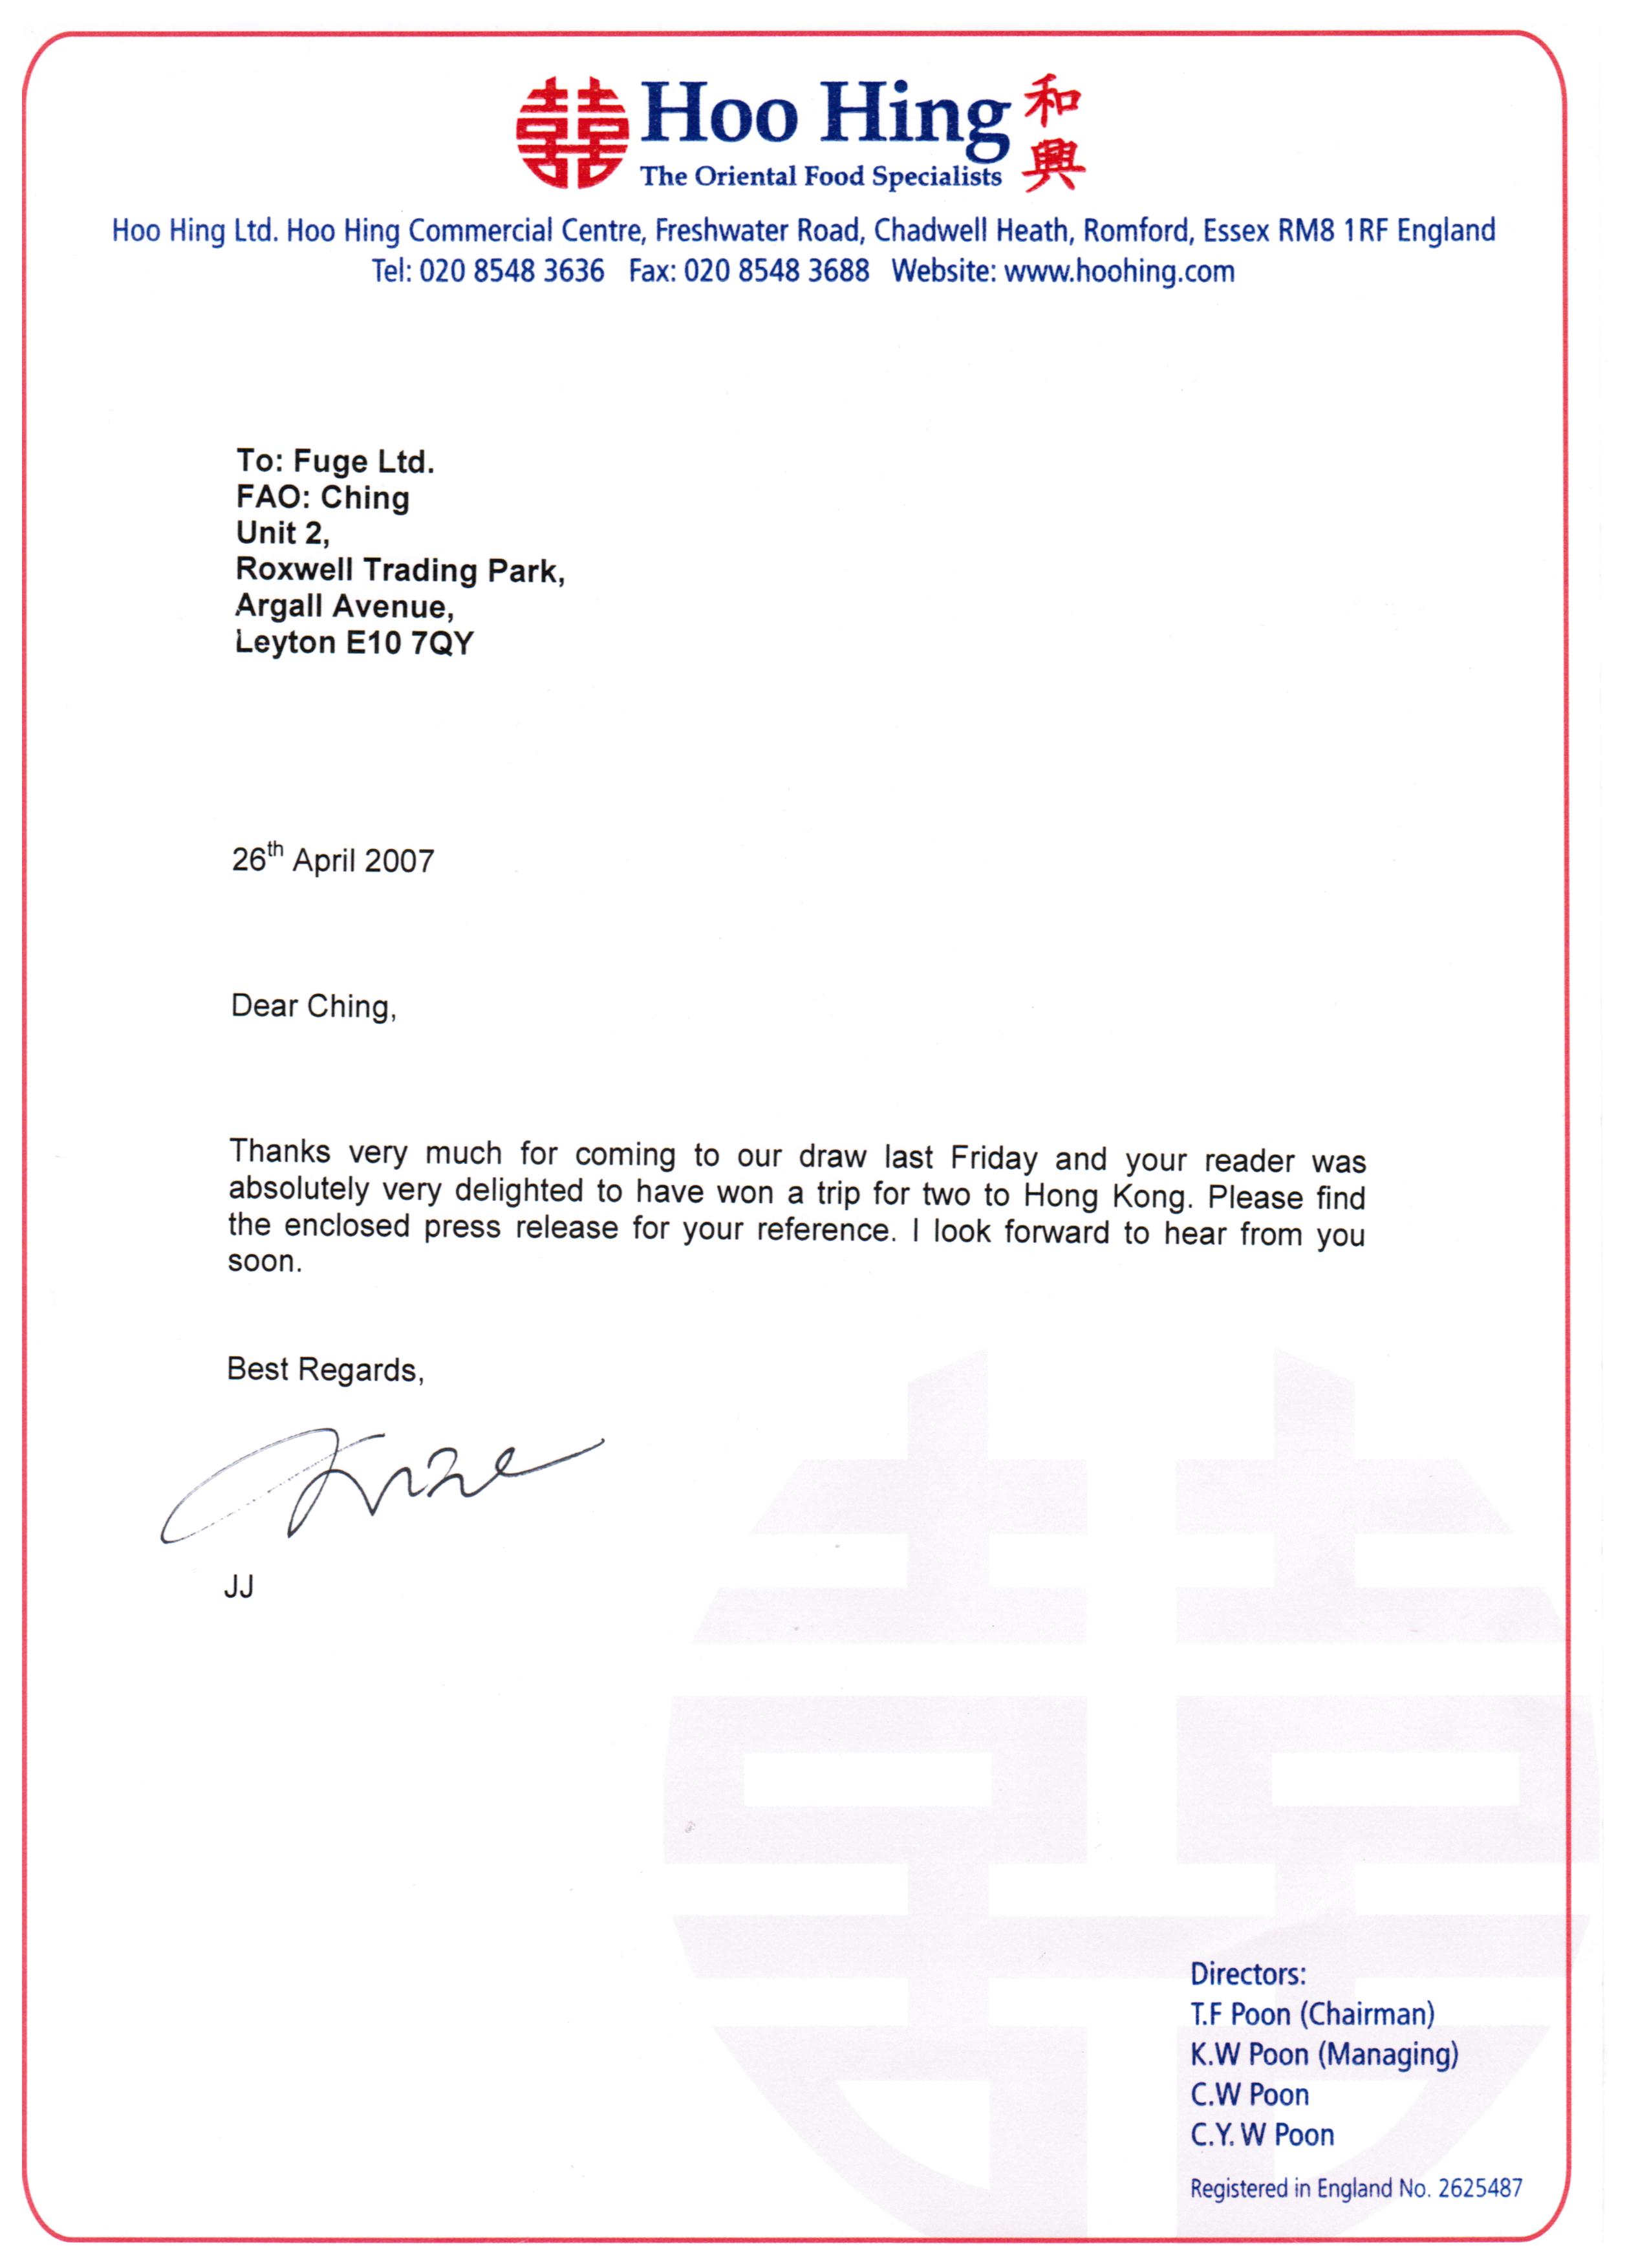 Hoo Hing 和興
The Oriental Food Specialists
Hoo Hing Ltd. Hoo Hing Commercial Centre, Freshwater Road, Chadwell Heath, Romford, Essex RM8 1RF England
Tel: 020 8548 3636 Fax: 020 8548 3688 Website: www.hoohing.com
To: Fuge Ltd.
FAO: Ching
Unit 2,
Roxwell Trading Park,
Argall Avenue,
Leyton E10 7QY
26th April 2007
Dear Ching,
Thanks very much for coming to our draw last Friday and your reader was
absolutely very delighted to have won a trip for two to Hong Kong. Please find
the enclosed press release for your reference. I look forward to hear from you
soon.
Best Regards,
JJ
Directors:
T.F Poon (Chairman)
K.W Poon (Managing)
C.W Poon
C.Y. W Poon
Registered in England No. 2625487